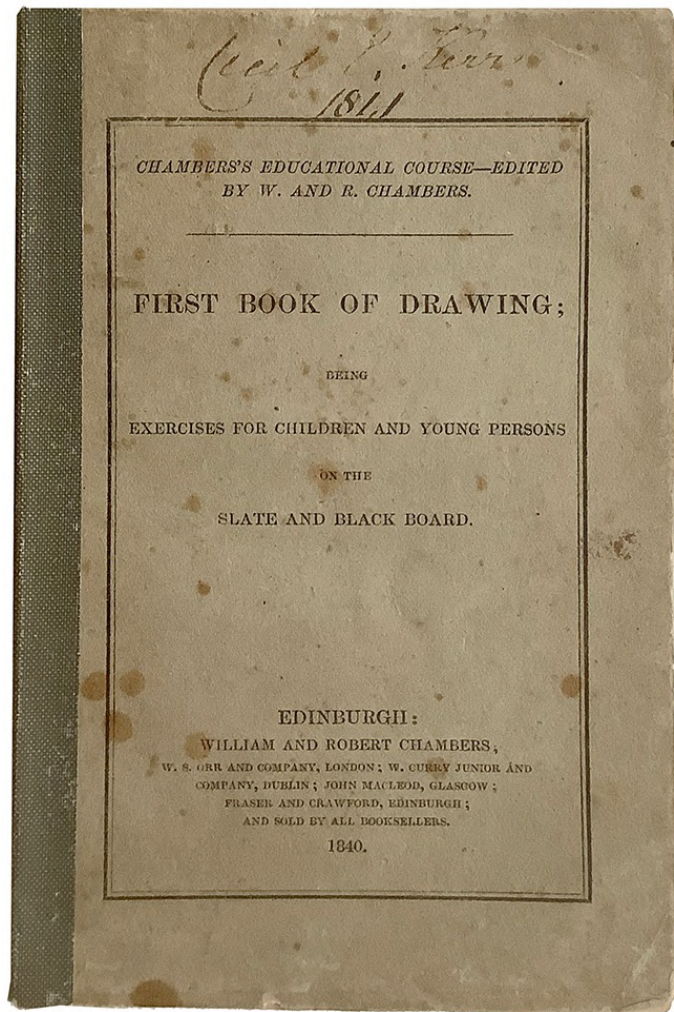 Cecil Kerr
1841
CHAMBERS'S EDUCATIONAL COURSE—EDITED
BY W. AND R. CHAMBERS.
FIRST BOOK OF DRAWING;
BEING
EXERCISES FOR CHILDREN AND YOUNG PERSONS
ON THE
SLATE AND BLACK BOARD.
EDINBURGH:
WILLIAM AND ROBERT CHAMBERS,
W. S. ORR AND COMPANY, LONDON; W. CURRY JUNIOR AND
COMPANY, DUBLIN; JOHN MACLEOD, GLASGOW;
FRASER AND CRAWFORD, EDINBURGH;
AND SOLD BY ALL BOOKSELLERS.
1840.